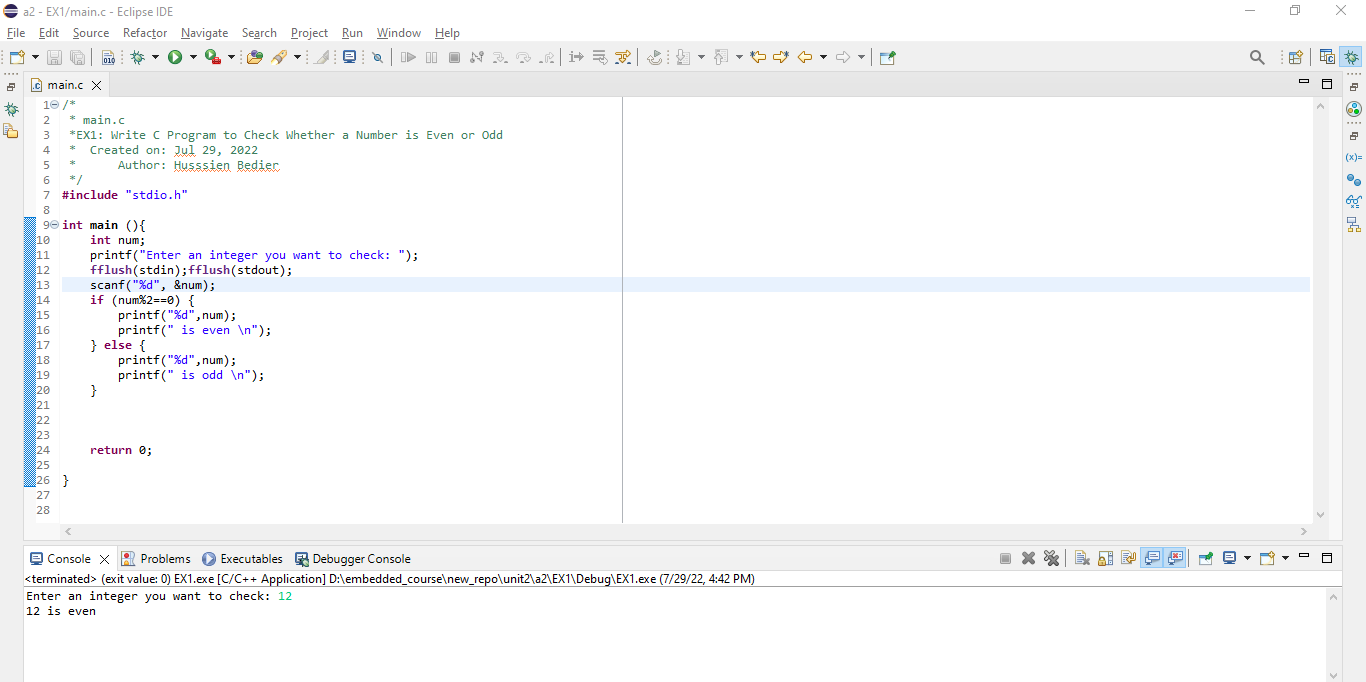 a2 - EX1/main.c - Eclipse IDE
File Edit Source Refactor Navigate Search Project Run Window Help
main.c
1 /*
2  * main.c
3  *EX1: Write C Program to Check Whether a Number is Even or Odd
4  *  Created on: Jul 29, 2022
5  *      Author: Husssien Bedier
6  */
7 #include "stdio.h"
8
9 int main (){
10     int num;
11     printf("Enter an integer you want to check: ");
12     fflush(stdin);fflush(stdout);
13     scanf("%d", &num);
14     if (num%2==0) {
15         printf("%d",num);
16         printf(" is even \n");
17     } else {
18         printf("%d",num);
19         printf(" is odd \n");
20     }
21
22
23
24     return 0;
25
26 }
27
28
Console Problems Executables Debugger Console
<terminated> (exit value: 0) EX1.exe [C/C++ Application] D:\embedded_course\new_repo\unit2\a2\EX1\Debug\EX1.exe (7/29/22, 4:42 PM)
Enter an integer you want to check: 12
12 is even